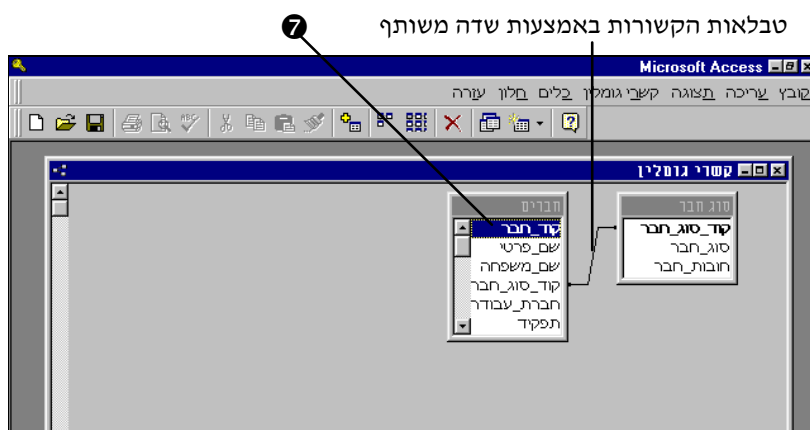 טבלאות הקשורות באמצעות שדה משותף
7
Microsoft Access
קובץ עריכה תצוגה קשרי גומלין כלים חלון עזרה
קשרי גומלין
סוג חבר
קוד_סוג_חבר
סוג_חבר
חובות_חבר
חברים
קוד_חבר
שם_פרטי
שם_משפחה
קוד_סוג_חבר
חברת_עבודה
תפקיד